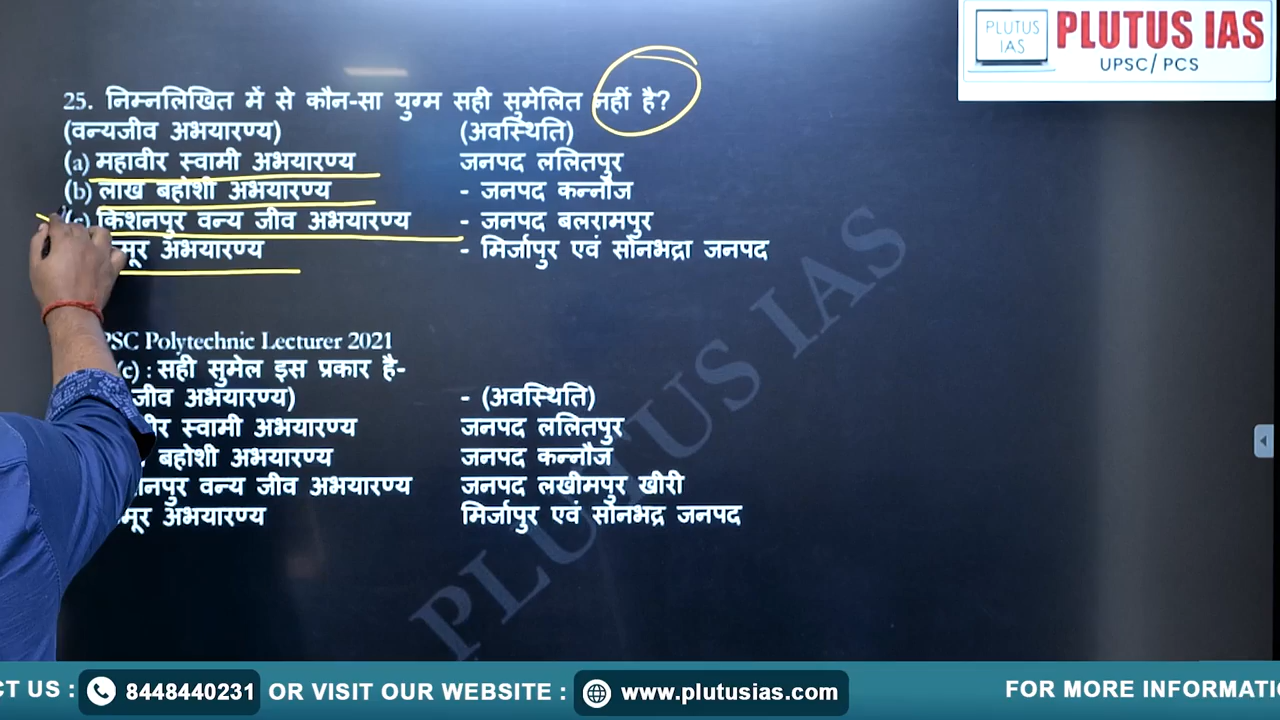 PLUTUS IAS
PLUTUS IAS
UPSC/ PCS
25. निम्नलिखित में से कौन-सा युग्म सही सुमेलित नहीं है?
(वन्यजीव अभयारण्य) (अवस्थिति)
(a) महावीर स्वामी अभयारण्य जनपद ललितपुर
(b) लाख बहोशी अभयारण्य - जनपद कन्नौज
(c) किशनपुर वन्य जीव अभयारण्य - जनपद बलरामपुर
मूर अभयारण्य - मिर्जापुर एवं सोनभद्रा जनपद
PSC Polytechnic Lecturer 2021
(c) : सही सुमेल इस प्रकार है-
जीव अभयारण्य) - (अवस्थिति)
वीर स्वामी अभयारण्य जनपद ललितपुर
बहोशी अभयारण्य जनपद कन्नौज
शनपुर वन्य जीव अभयारण्य जनपद लखीमपुर खीरी
मूर अभयारण्य मिर्जापुर एवं सोनभद्र जनपद
PLUTUS IAS
CT US : 8448440231 OR VISIT OUR WEBSITE : www.plutusias.com FOR MORE INFORMATI